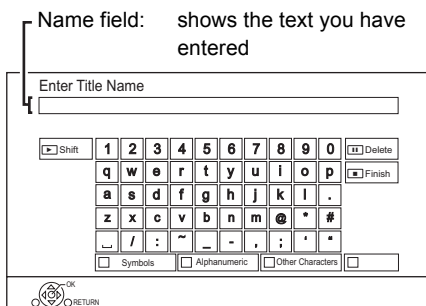 Name field: shows the text you have
entered
Enter Title Name
Shift 1 2 3 4 5 6 7 8 9 0 Delete
q w e r t y u i o p Finish
a s d f g h j k l .
z x c v b n m @ * #
⎵ / : ~ _ - , ; ‘ “
Symbols Alphanumeric Other Characters
OK
RETURN